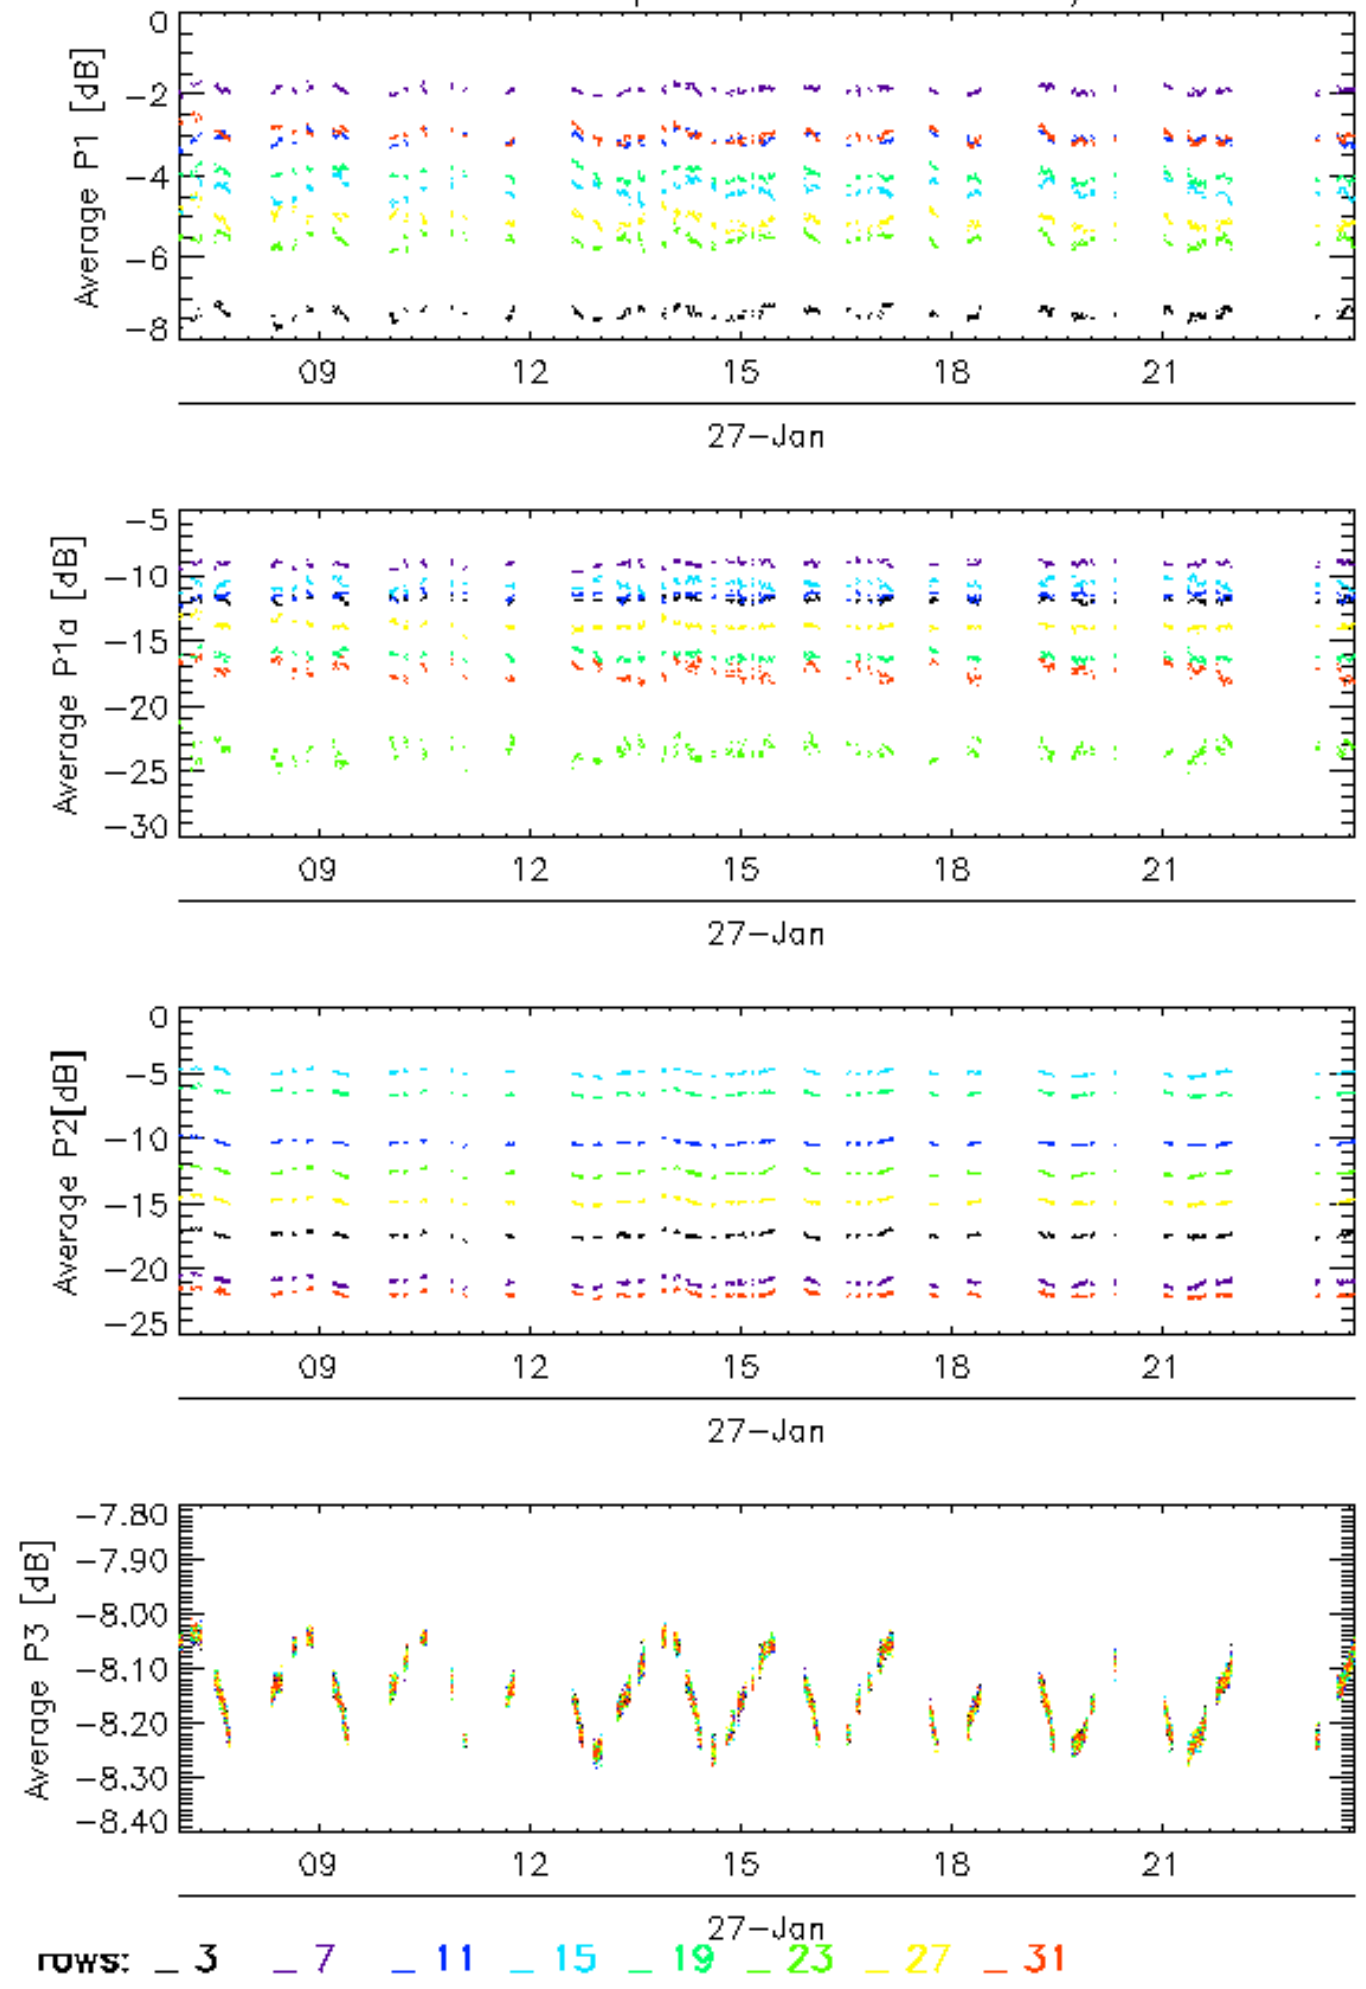 Average P1 [dB]
0
−2
−4
−6
−8
09 12 15 18 21
27−Jan
Average P1a [dB]
−5
−10
−15
−20
−25
−30
09 12 15 18 21
27−Jan
Average P2[dB]
0
−5
−10
−15
−20
−25
09 12 15 18 21
27−Jan
Average P3 [dB]
−7.80
−7.90
−8.00
−8.10
−8.20
−8.30
−8.40
09 12 15 18 21
27−Jan
rows: _ 3 _ 7 _ 11 _ 15 _ 19 _ 23 _ 27 _ 31